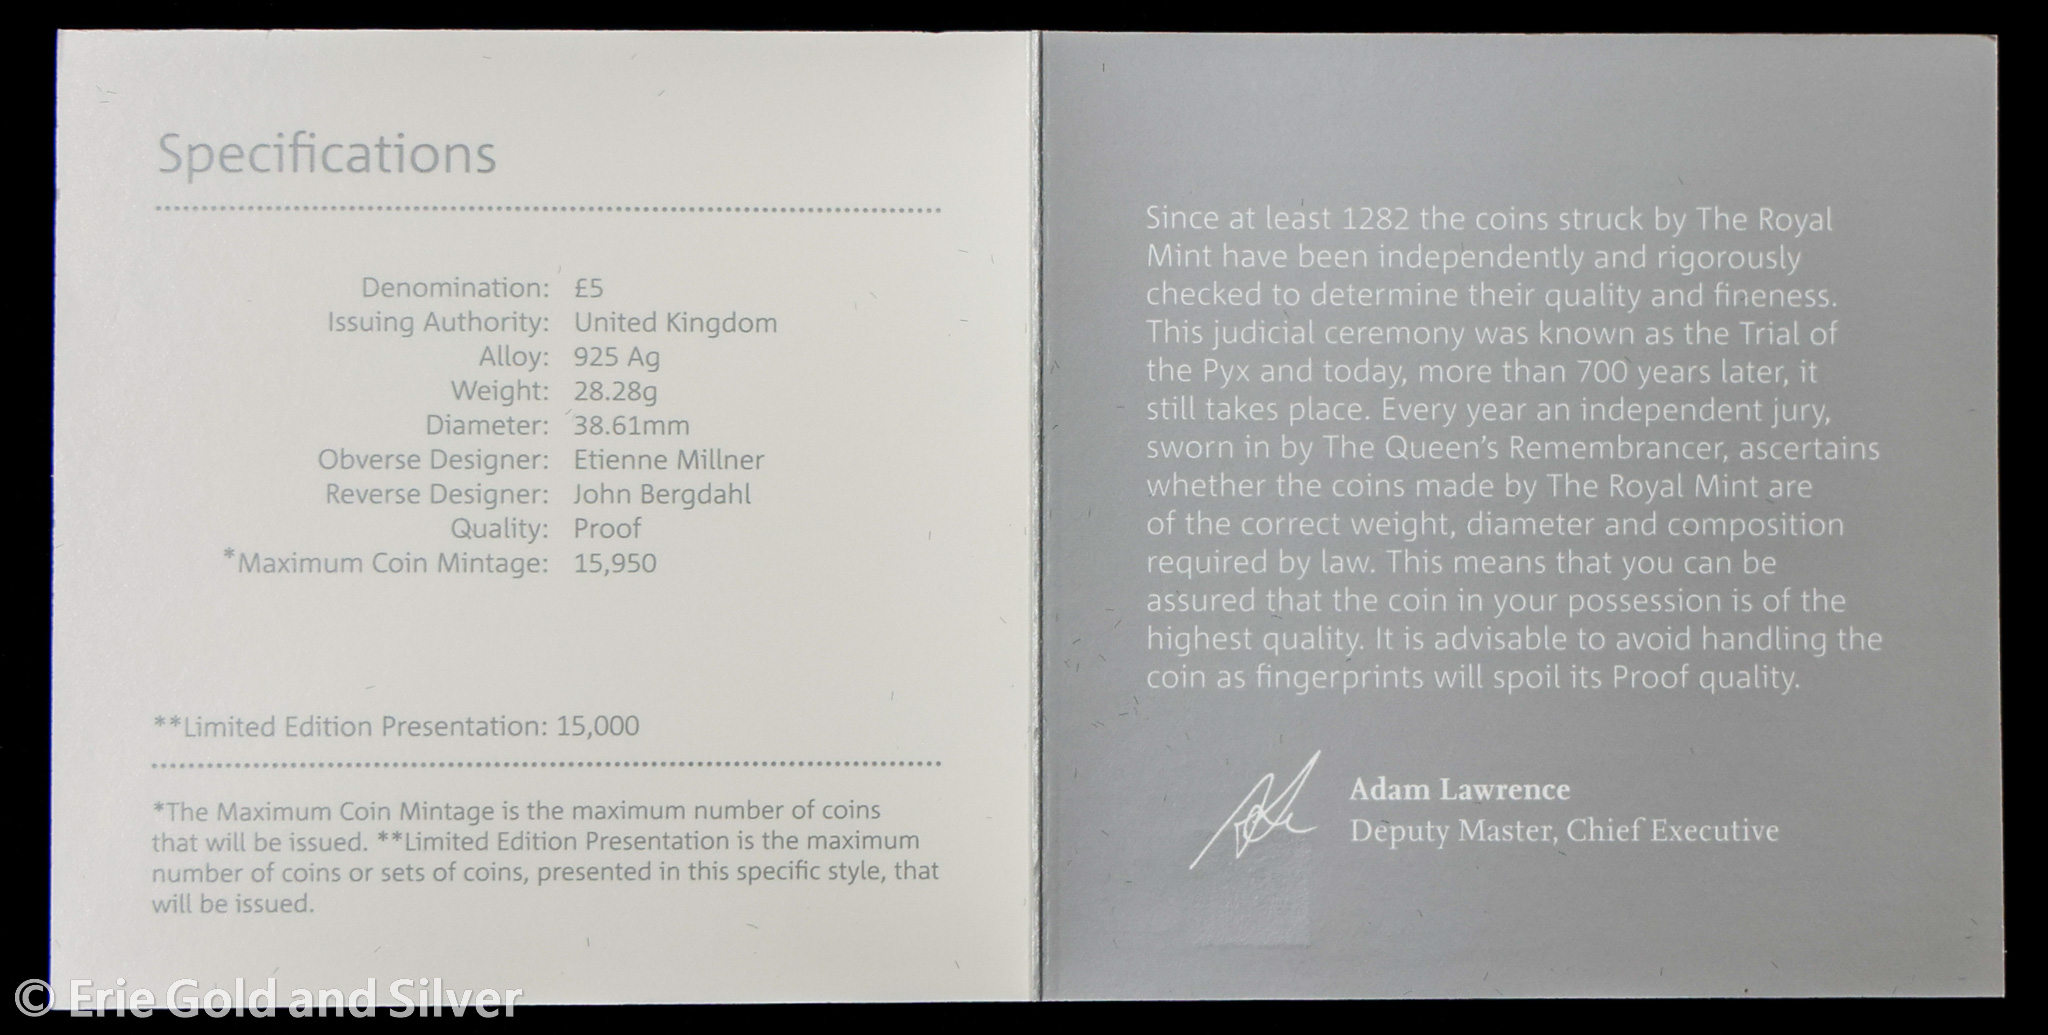 Specifications
Denomination: £5
Issuing Authority: United Kingdom
Alloy: 925 Ag
Weight: 28.28g
Diameter: 38.61mm
Obverse Designer: Etienne Millner
Reverse Designer: John Bergdahl
Quality: Proof
*Maximum Coin Mintage: 15,950
**Limited Edition Presentation: 15,000
*The Maximum Coin Mintage is the maximum number of coins
that will be issued. **Limited Edition Presentation is the maximum
number of coins or sets of coins, presented in this specific style, that
will be issued.
Since at least 1282 the coins struck by The Royal
Mint have been independently and rigorously
checked to determine their quality and fineness.
This judicial ceremony was known as the Trial of
the Pyx and today, more than 700 years later, it
still takes place. Every year an independent jury,
sworn in by The Queen's Remembrancer, ascertains
whether the coins made by The Royal Mint are
of the correct weight, diameter and composition
required by law. This means that you can be
assured that the coin in your possession is of the
highest quality. It is advisable to avoid handling the
coin as fingerprints will spoil its Proof quality.
Adam Lawrence
Deputy Master, Chief Executive
© Erie Gold and Silver